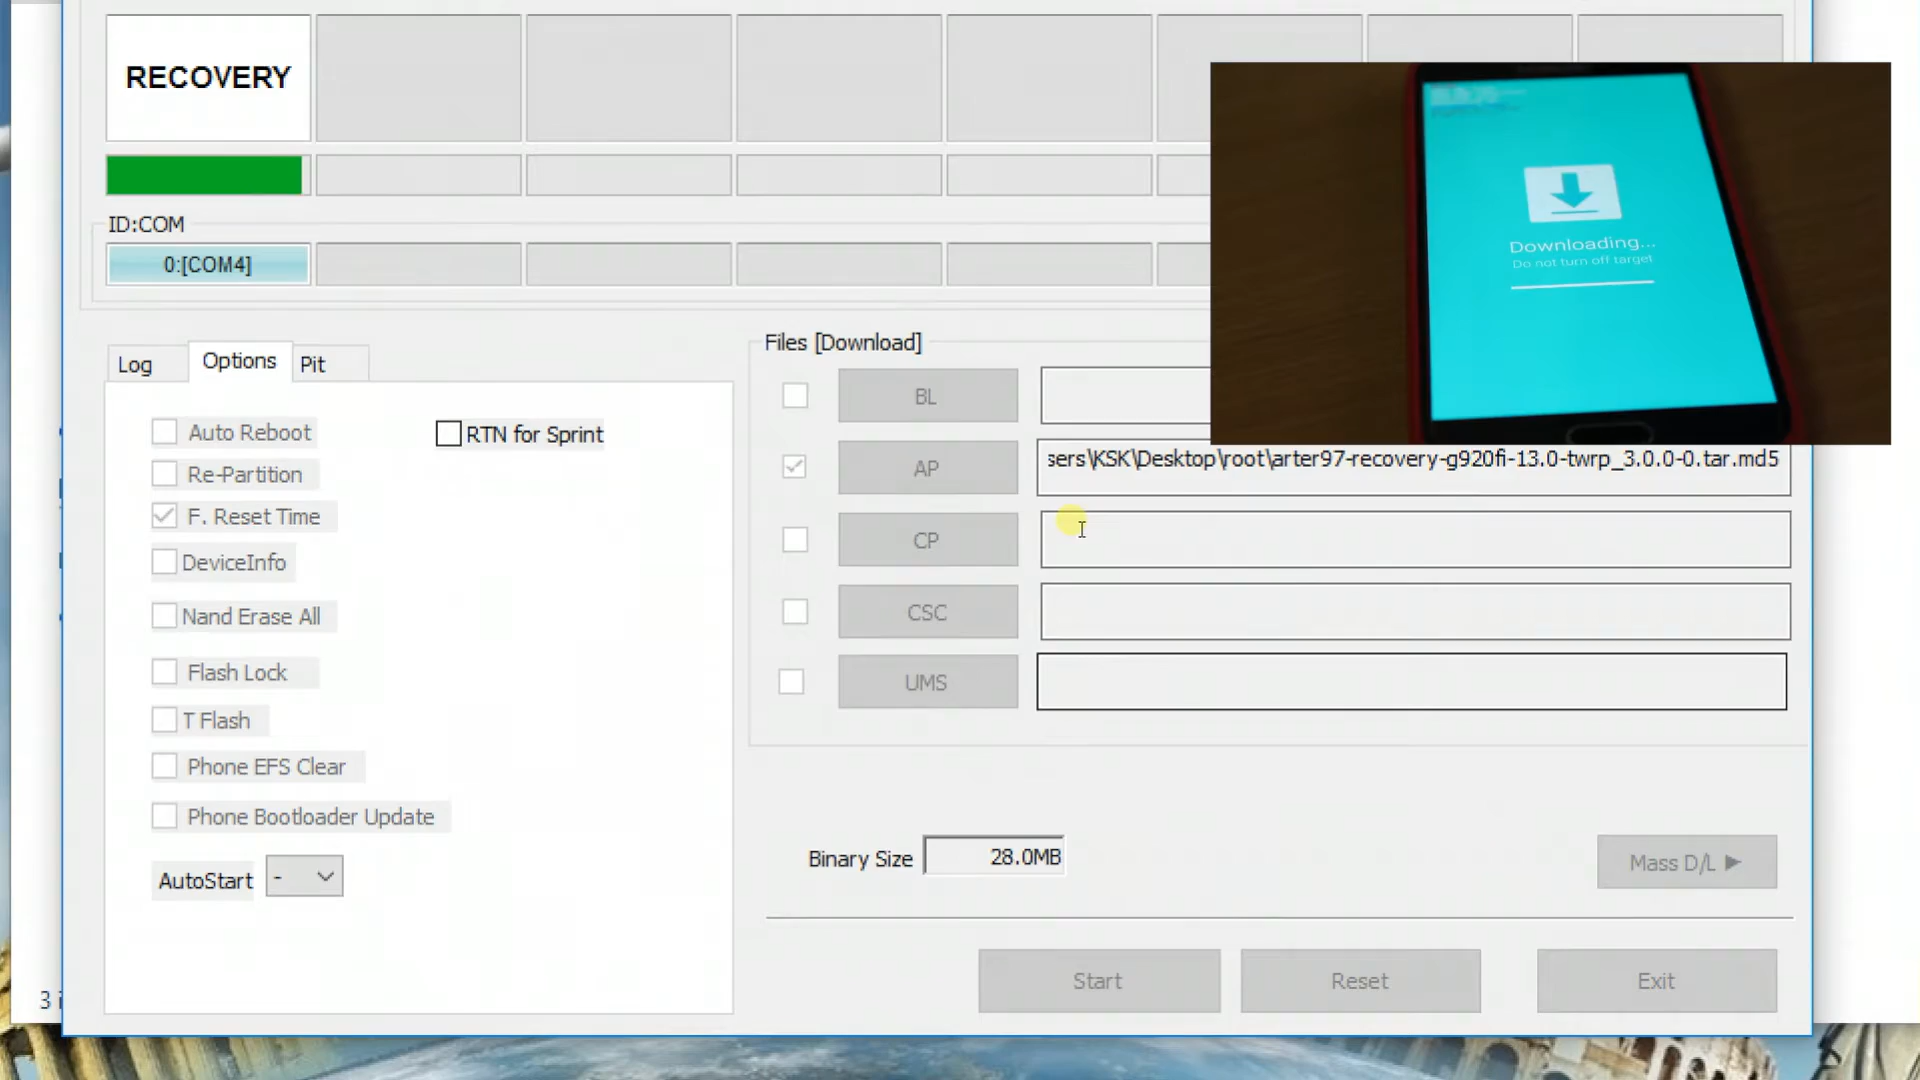 RECOVERY
ID:COM
0:[COM4]
Downloading...
Do not turn off target
Log
Options
Pit
Files [Download]
Auto Reboot
RTN for Sprint
Re-Partition
F. Reset Time
DeviceInfo
Nand Erase All
Flash Lock
T Flash
Phone EFS Clear
Phone Bootloader Update
AutoStart
-
BL
AP
sers\KSK\Desktop\root\arter97-recovery-g920fi-13.0-twrp_3.0.0-0.tar.md5
CP
CSC
UMS
Binary Size
28.0MB
Mass D/L ▶
Start
Reset
Exit
3